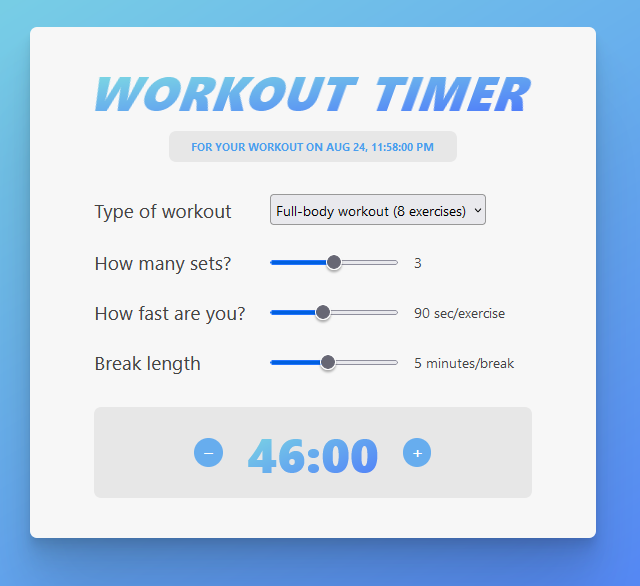 WORKOUT TIMER
FOR YOUR WORKOUT ON AUG 24, 11:58:00 PM
Type of workout
Full-body workout (8 exercises)
How many sets?
3
How fast are you?
90 sec/exercise
Break length
5 minutes/break
– 46:00 +